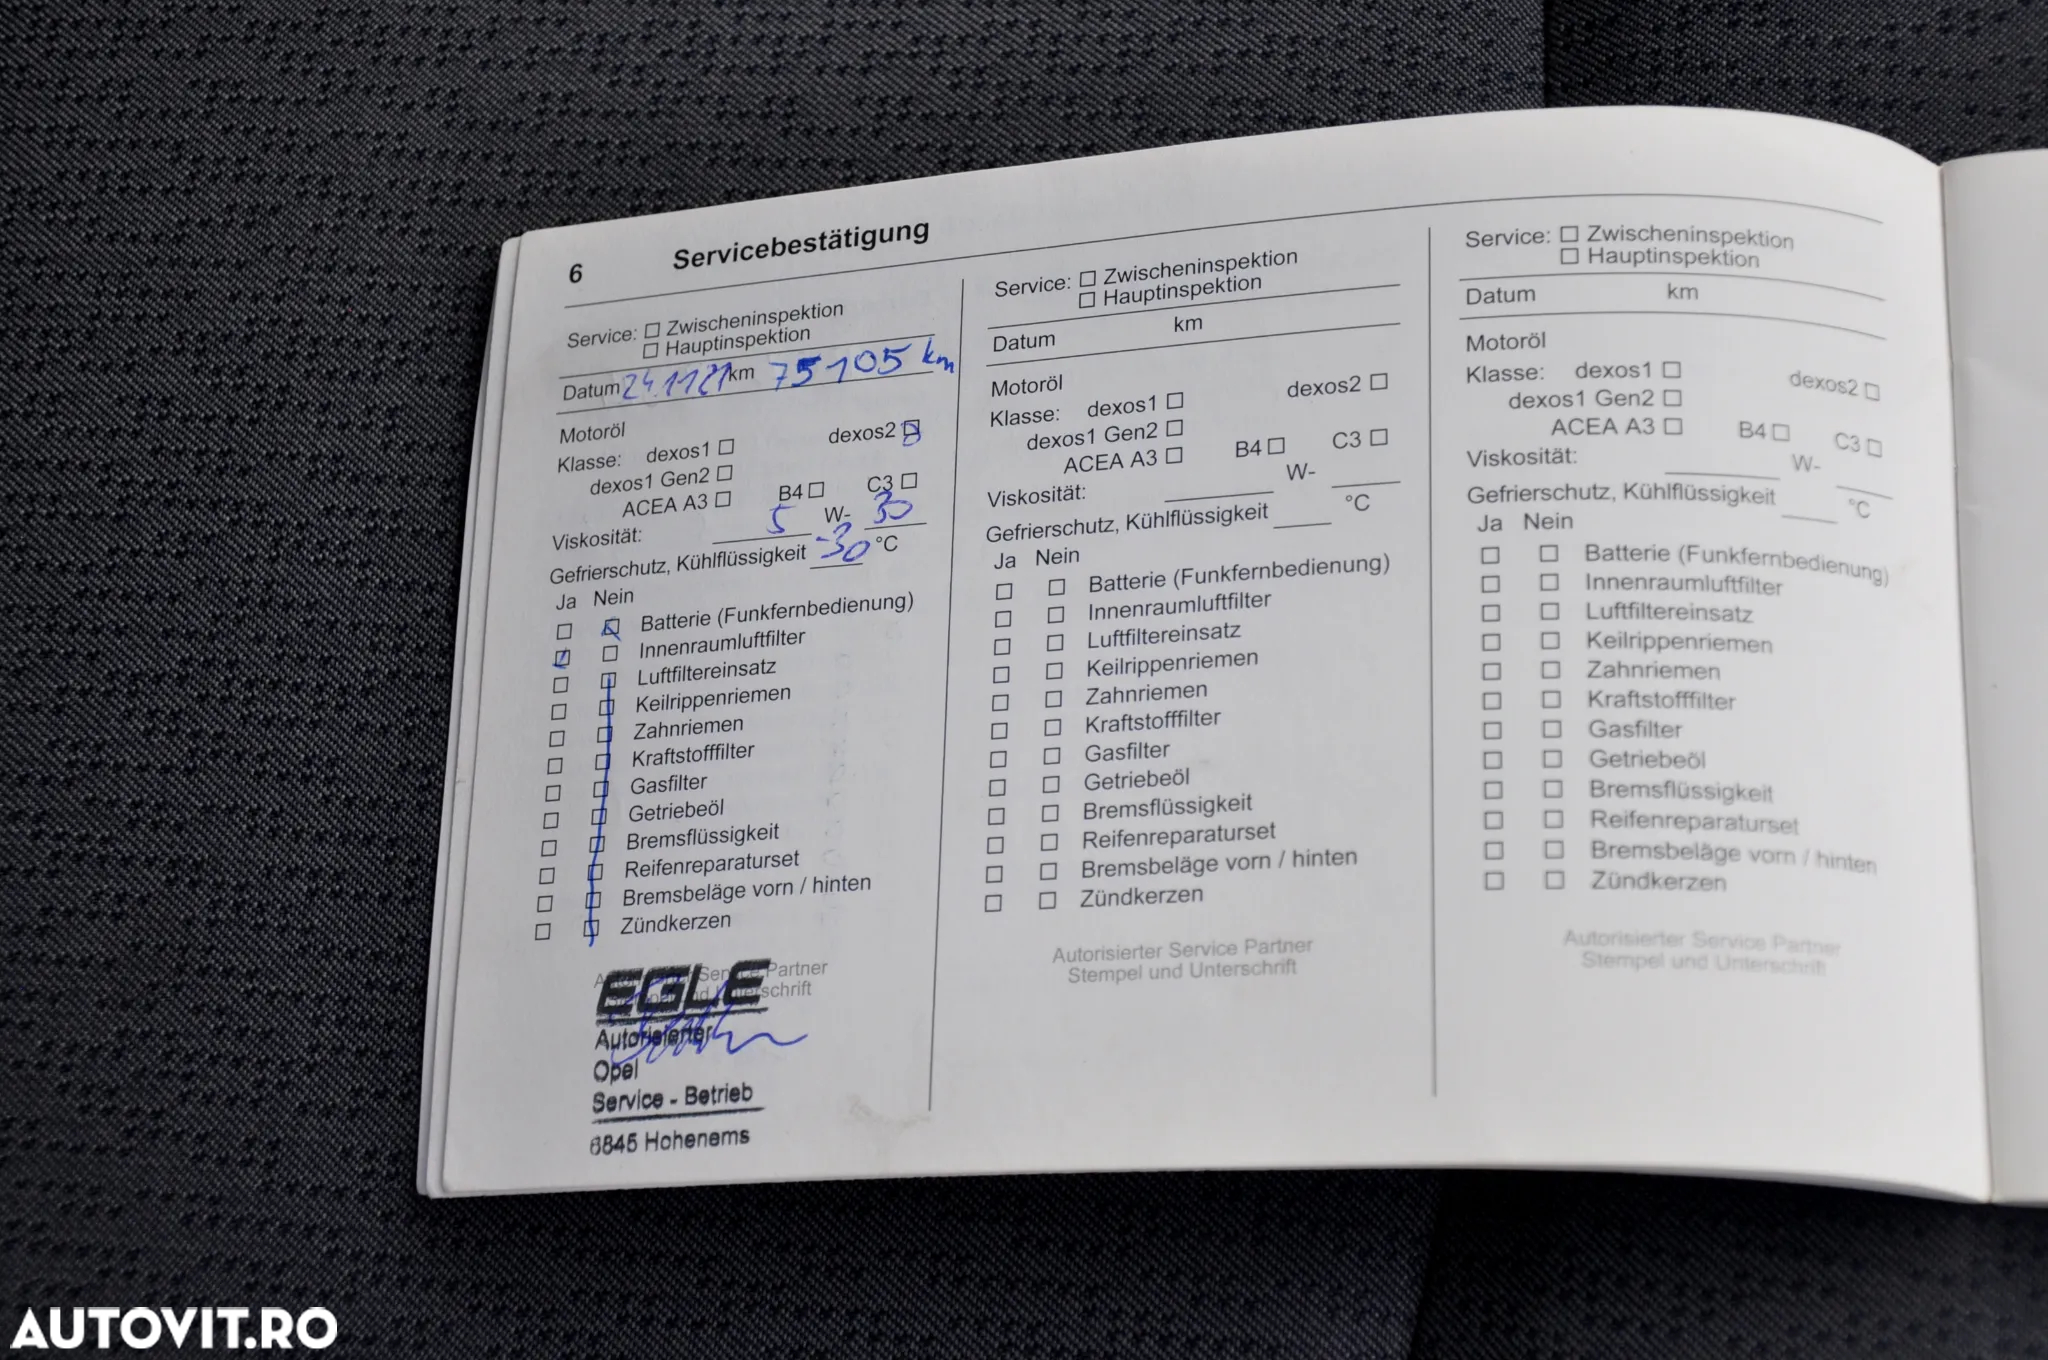 6 Servicebestätigung
Service: Zwischeninspektion
Hauptinspektion
Datum 24.11.21 km 75105 km
Motoröl
Klasse: dexos1 dexos2
dexos1 Gen2
ACEA A3 B4 C3
Viskosität: 5 W- 30
Gefrierschutz, Kühlflüssigkeit -30 °C
Ja Nein
Batterie (Funkfernbedienung)
Innenraumluftfilter
Luftfiltereinsatz
Keilrippenriemen
Zahnriemen
Kraftstofffilter
Gasfilter
Getriebeöl
Bremsflüssigkeit
Reifenreparaturset
Bremsbeläge vorn / hinten
Zündkerzen
Autorisierter Service Partner
Stempel und Unterschrift
EGLE
Autorisierter
Opel
Service - Betrieb
6845 Hohenems
Service: Zwischeninspektion
Hauptinspektion
Datum km
Motoröl
Klasse: dexos1 dexos2
dexos1 Gen2
ACEA A3 B4 C3
Viskosität: W-
Gefrierschutz, Kühlflüssigkeit °C
Ja Nein
Batterie (Funkfernbedienung)
Innenraumluftfilter
Luftfiltereinsatz
Keilrippenriemen
Zahnriemen
Kraftstofffilter
Gasfilter
Getriebeöl
Bremsflüssigkeit
Reifenreparaturset
Bremsbeläge vorn / hinten
Zündkerzen
Autorisierter Service Partner
Stempel und Unterschrift
Service: Zwischeninspektion
Hauptinspektion
Datum km
Motoröl
Klasse: dexos1 dexos2
dexos1 Gen2
ACEA A3 B4 C3
Viskosität: W-
Gefrierschutz, Kühlflüssigkeit °C
Ja Nein
Batterie (Funkfernbedienung)
Innenraumluftfilter
Luftfiltereinsatz
Keilrippenriemen
Zahnriemen
Kraftstofffilter
Gasfilter
Getriebeöl
Bremsflüssigkeit
Reifenreparaturset
Bremsbeläge vorn / hinten
Zündkerzen
Autorisierter Service Partner
Stempel und Unterschrift
AUTOVIT.RO